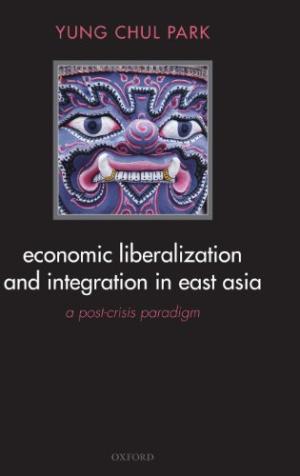 YUNG CHUL PARK
economic liberalization
and integration in east asia
a post-crisis paradigm
OXFORD